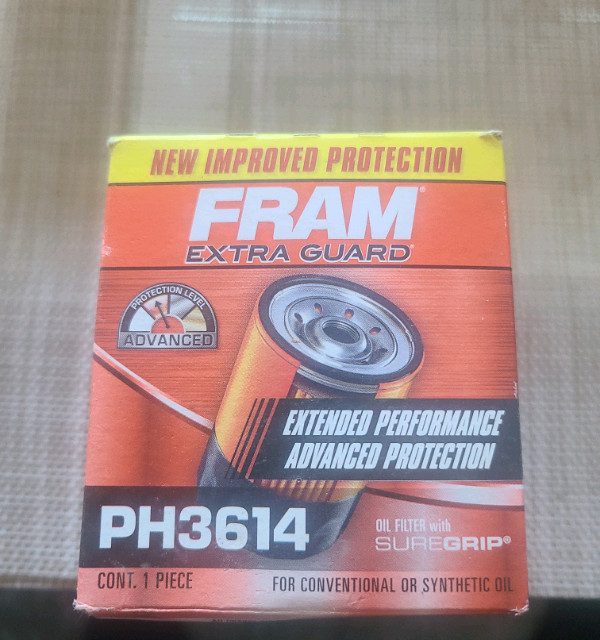 NEW IMPROVED PROTECTION
FRAM®
EXTRA GUARD®
PROTECTION LEVEL
ADVANCED
EXTENDED PERFORMANCE
ADVANCED PROTECTION
PH3614
OIL FILTER with
SUREGRIP®
CONT. 1 PIECE
FOR CONVENTIONAL OR SYNTHETIC OIL